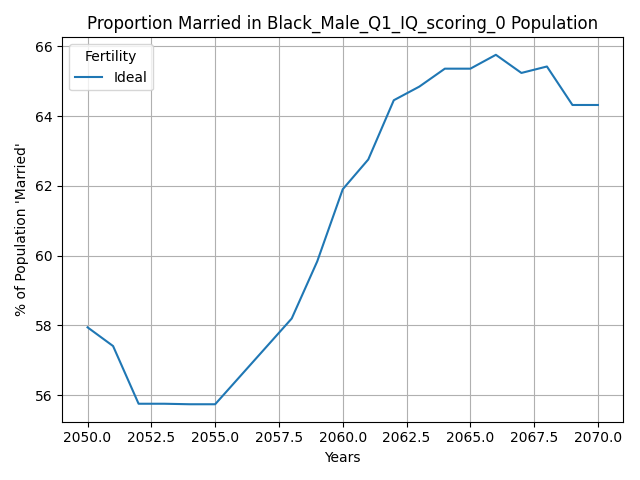 Proportion Married in Black_Male_Q1_IQ_scoring_0 Population
Fertility
Ideal
% of Population 'Married'
66
64
62
60
58
56
2050.0 2052.5 2055.0 2057.5 2060.0 2062.5 2065.0 2067.5 2070.0
Years